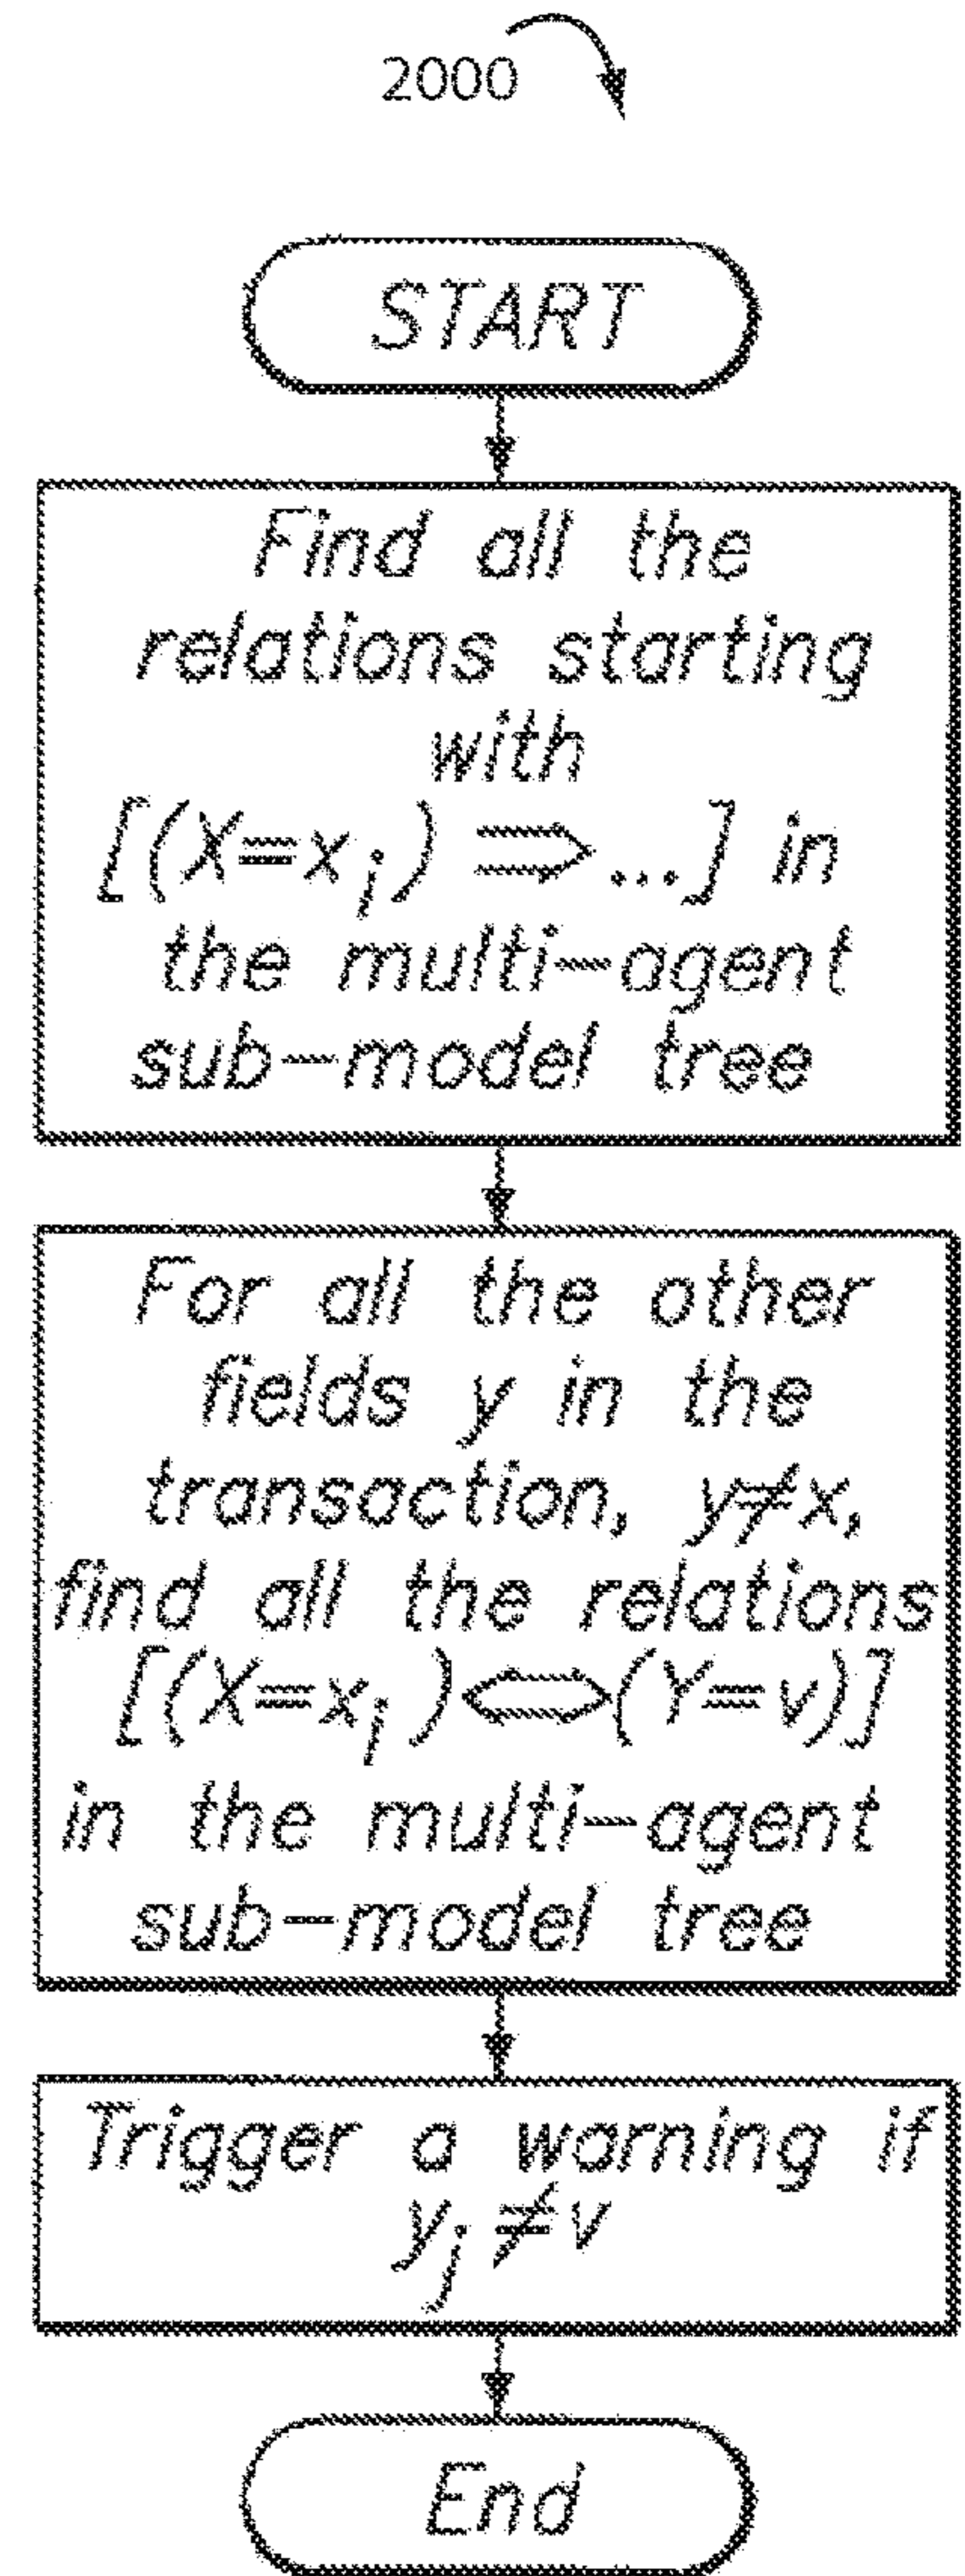 2000
START
Find all the
relations starting
with
[(X=x_i) ⇒...] in
the multi-agent
sub-model tree
For all the other
fields y in the
transaction, y≠x,
find all the relations
[(X=x_i)⇔(Y=v)]
in the multi-agent
sub-model tree
Trigger a warning if
y_j≠v
End